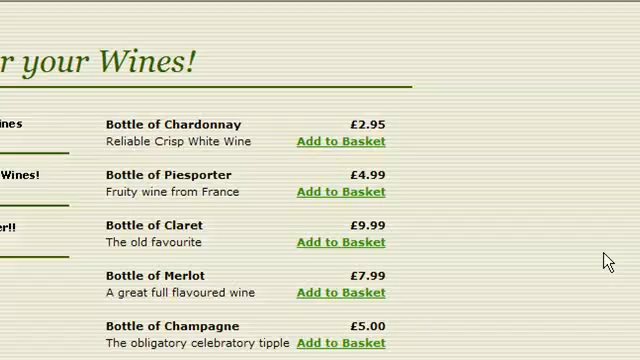 r your Wines!
ines
Bottle of Chardonnay £2.95
Reliable Crisp White Wine Add to Basket
Wines!
Bottle of Piesporter £4.99
Fruity wine from France Add to Basket
er!!
Bottle of Claret £9.99
The old favourite Add to Basket
Bottle of Merlot £7.99
A great full flavoured wine Add to Basket
Bottle of Champagne £5.00
The obligatory celebratory tipple Add to Basket